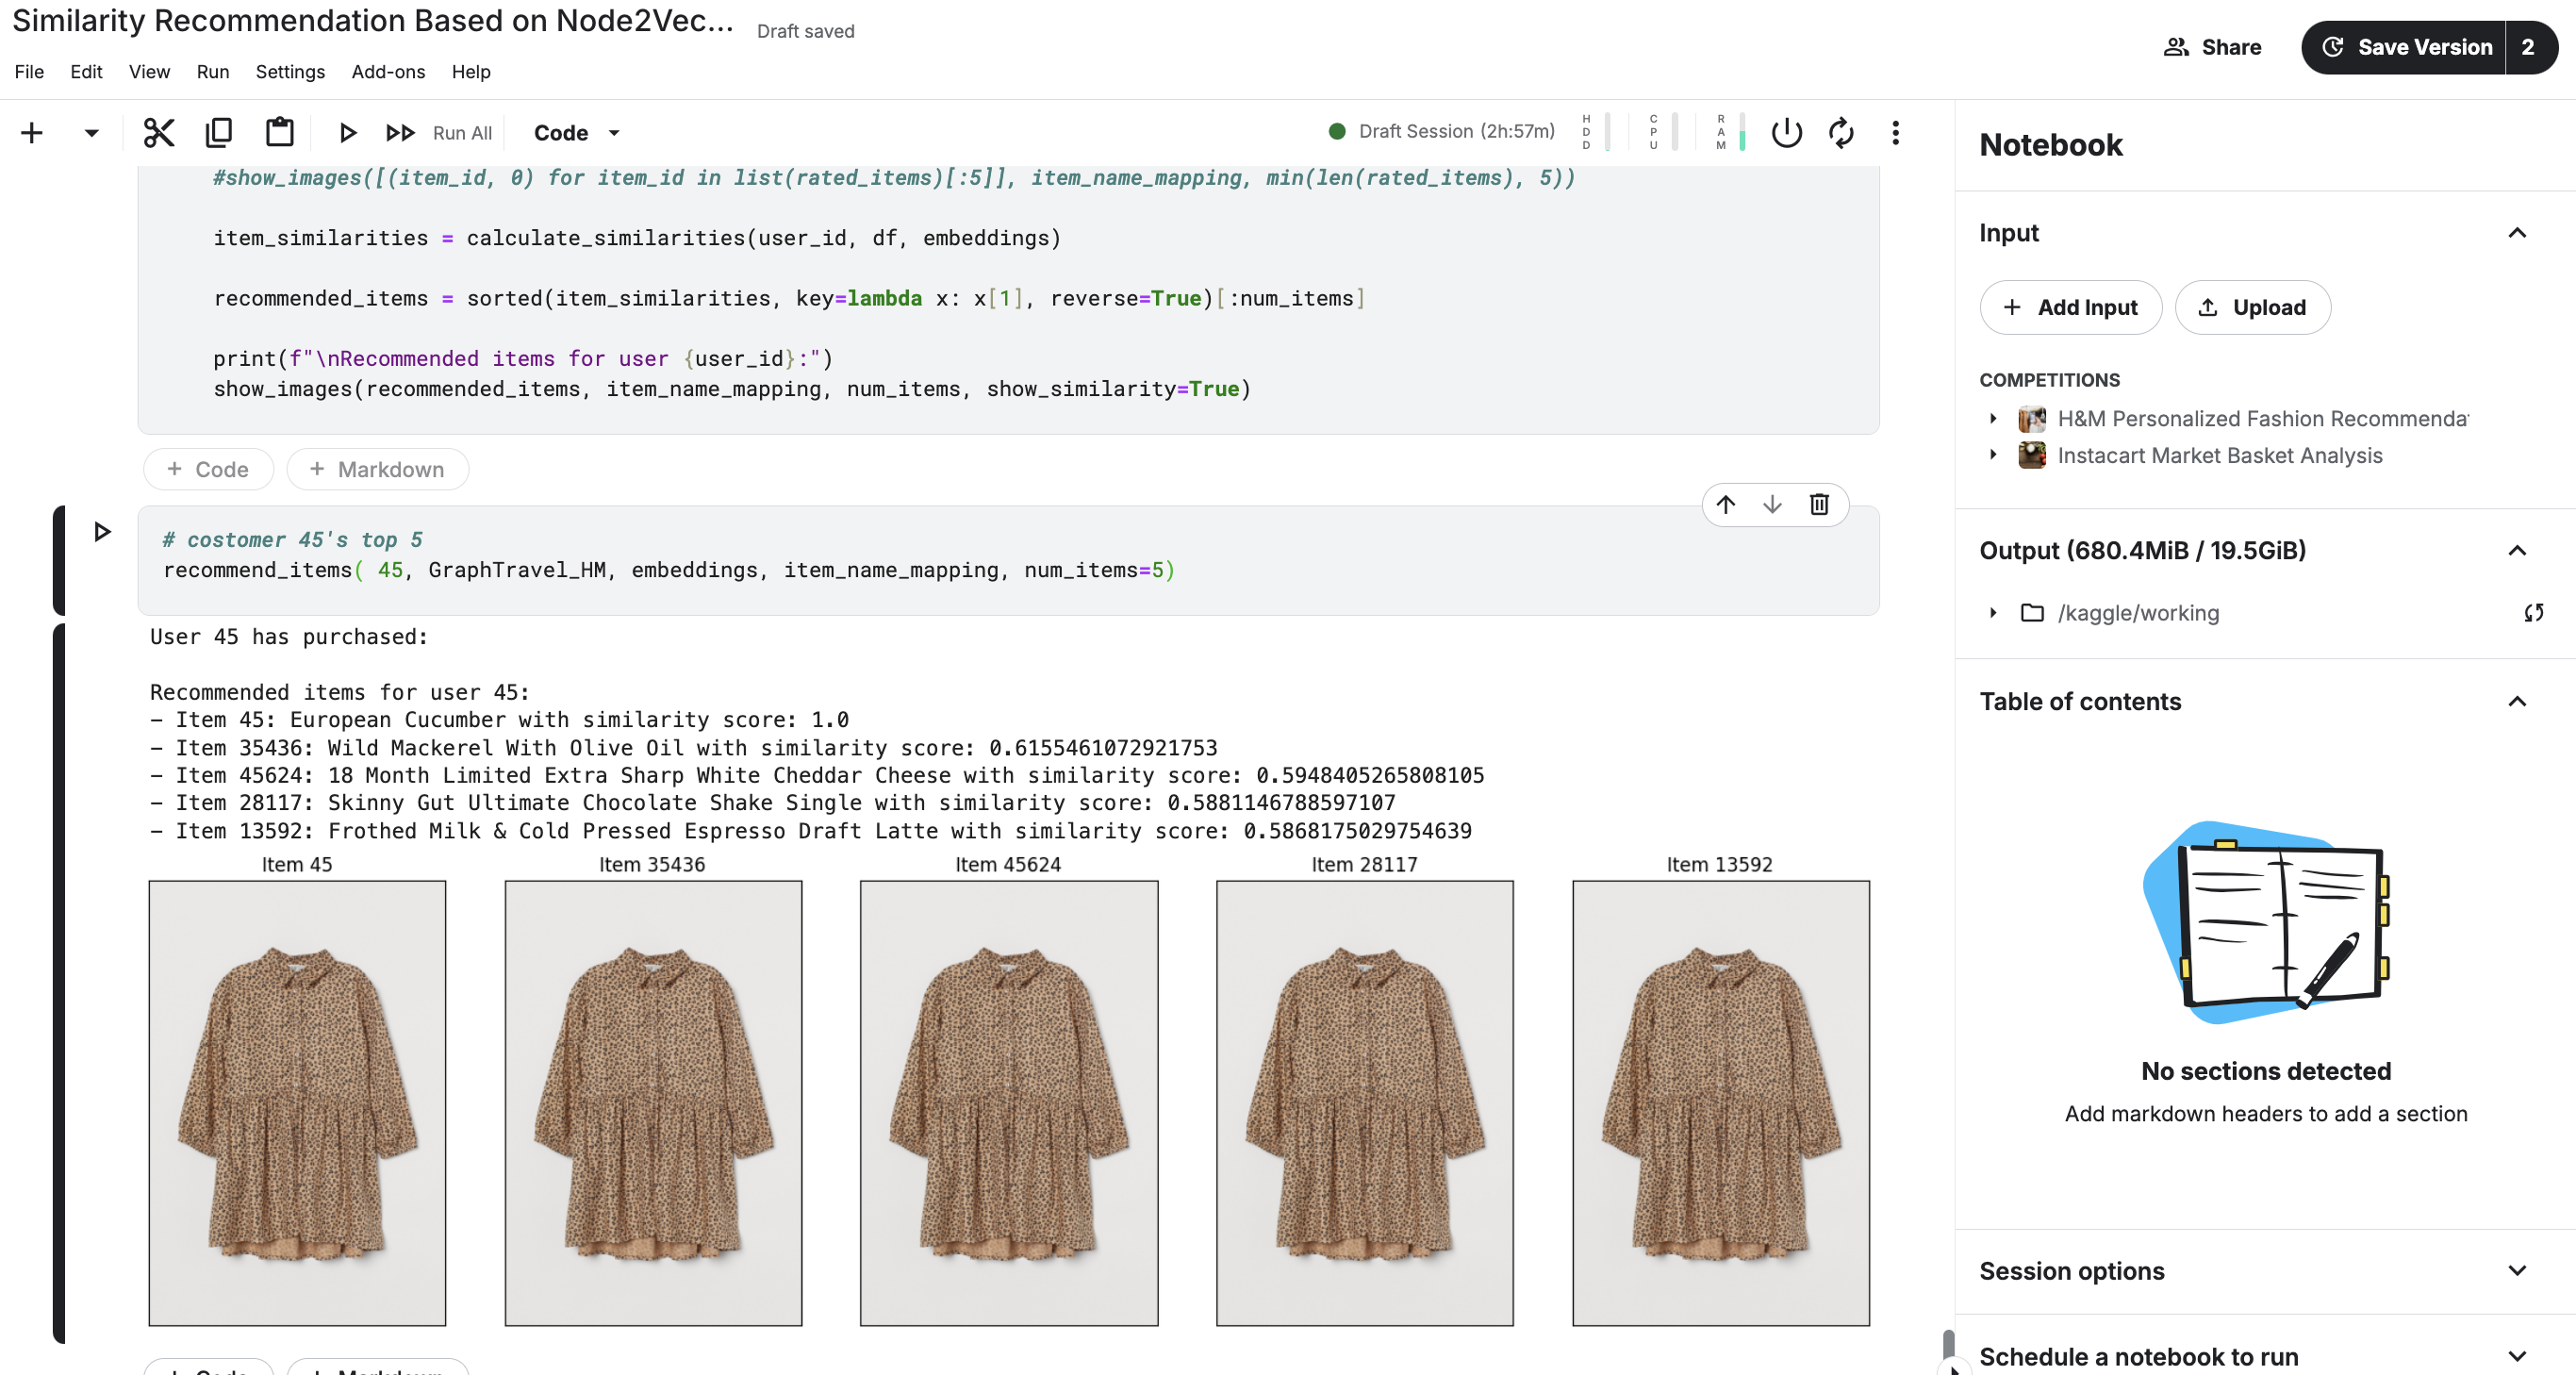 Similarity Recommendation Based on Node2Vec...
Draft saved
Share
Save Version
2
File
Edit
View
Run
Settings
Add-ons
Help
Run All
Code
Draft Session (2h:57m)
HDD
CPU
RAM
#show_images([(item_id, 0) for item_id in list(rated_items)[:5]], item_name_mapping, min(len(rated_items), 5))
item_similarities = calculate_similarities(user_id, df, embeddings)
recommended_items = sorted(item_similarities, key=lambda x: x[1], reverse=True)[:num_items]
print(f"\nRecommended items for user {user_id}:")
show_images(recommended_items, item_name_mapping, num_items, show_similarity=True)
+ Code
+ Markdown
# costomer 45's top 5
recommend_items( 45, GraphTravel_HM, embeddings, item_name_mapping, num_items=5)
User 45 has purchased:
Recommended items for user 45:
- Item 45: European Cucumber with similarity score: 1.0
- Item 35436: Wild Mackerel With Olive Oil with similarity score: 0.6155461072921753
- Item 45624: 18 Month Limited Extra Sharp White Cheddar Cheese with similarity score: 0.5948405265808105
- Item 28117: Skinny Gut Ultimate Chocolate Shake Single with similarity score: 0.5881146788597107
- Item 13592: Frothed Milk & Cold Pressed Espresso Draft Latte with similarity score: 0.5868175029754639
Item 45
Item 35436
Item 45624
Item 28117
Item 13592
+ Code
+ Markdown
Notebook
Input
+ Add Input
Upload
COMPETITIONS
H&M Personalized Fashion Recommenda
Instacart Market Basket Analysis
Output (680.4MiB / 19.5GiB)
/kaggle/working
Table of contents
No sections detected
Add markdown headers to add a section
Session options
Schedule a notebook to run